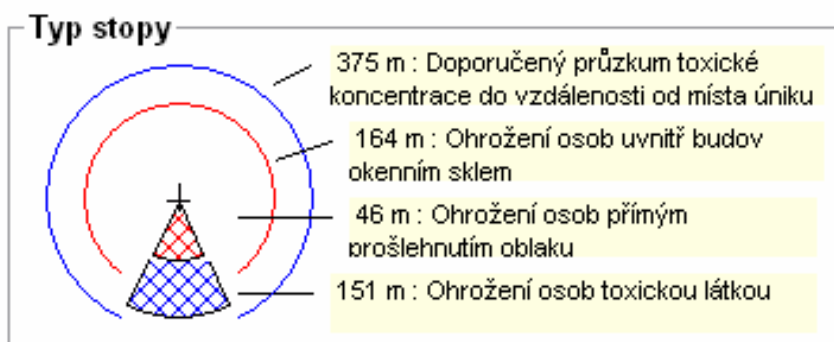 Typ stopy
375 m : Doporučený průzkum toxické
koncentrace do vzdálenosti od místa úniku
164 m : Ohrožení osob uvnitř budov
okenním sklem
46 m : Ohrožení osob přímým
prošlehnutím oblaku
151 m : Ohrožení osob toxickou látkou